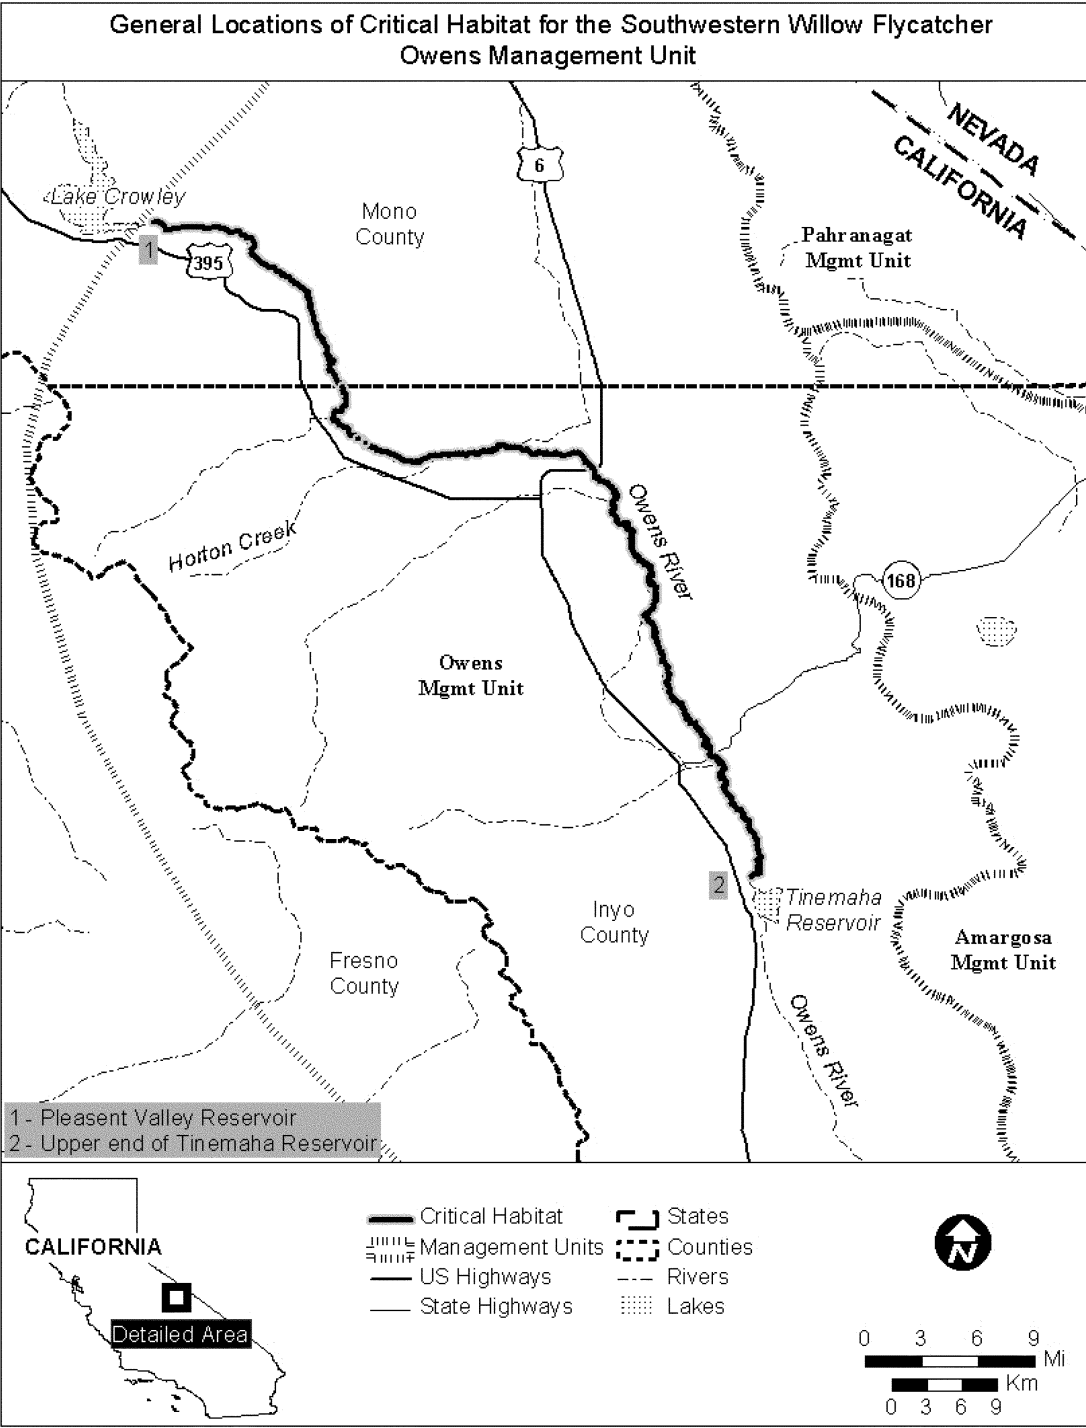 General Locations of Critical Habitat for the Southwestern Willow Flycatcher
Owens Management Unit
NEVADA
CALIFORNIA
6
Lake Crowley
Mono
County
1
395
Pahranagat
Mgmt Unit
Owens River
Horton Creek
168
Owens
Mgmt Unit
2
Tinemaha
Reservoir
Inyo
County
Amargosa
Mgmt Unit
Fresno
County
Owens River
1 - Pleasent Valley Reservoir
2 - Upper end of Tinemaha Reservoir
CALIFORNIA
Detailed Area
Critical Habitat
Management Units
US Highways
State Highways
States
Counties
Rivers
Lakes
N
0 3 6 9
Mi
Km
0 3 6 9